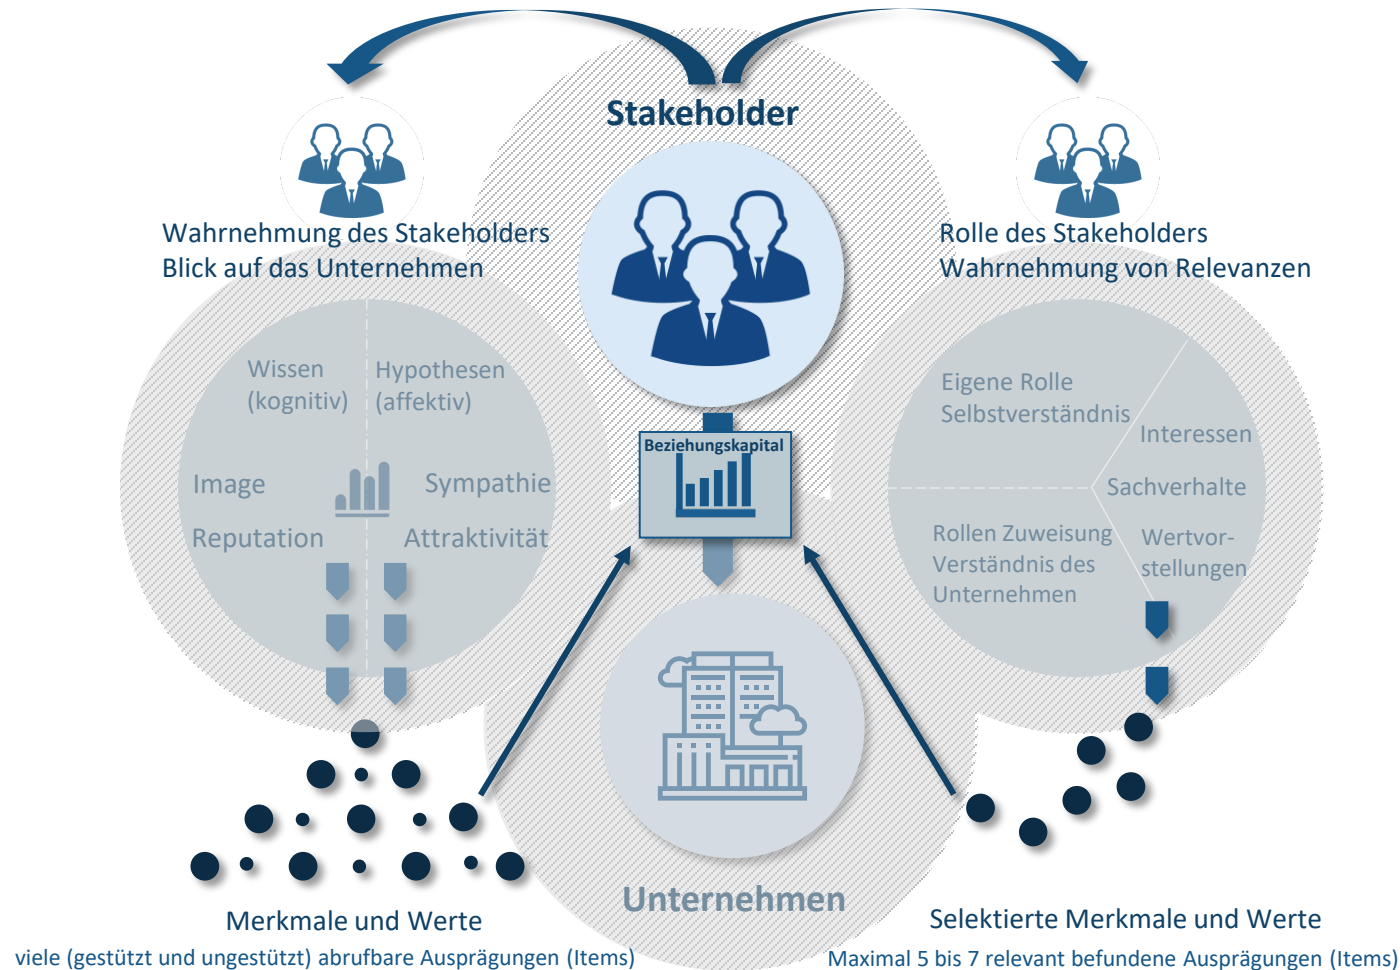 Stakeholder
Wahrnehmung des Stakeholders
Blick auf das Unternehmen
Rolle des Stakeholders
Wahrnehmung von Relevanzen
Wissen
(kognitiv)
Hypothesen
(affektiv)
Image
Sympathie
Reputation
Attraktivität
Beziehungskapital
Eigene Rolle
Selbstverständnis
Interessen
Sachverhalte
Wertvor-
stellungen
Rollen Zuweisung
Verständnis des
Unternehmen
Unternehmen
Merkmale und Werte
viele (gestützt und ungestützt) abrufbare Ausprägungen (Items)
Selektierte Merkmale und Werte
Maximal 5 bis 7 relevant befundene Ausprägungen (Items)